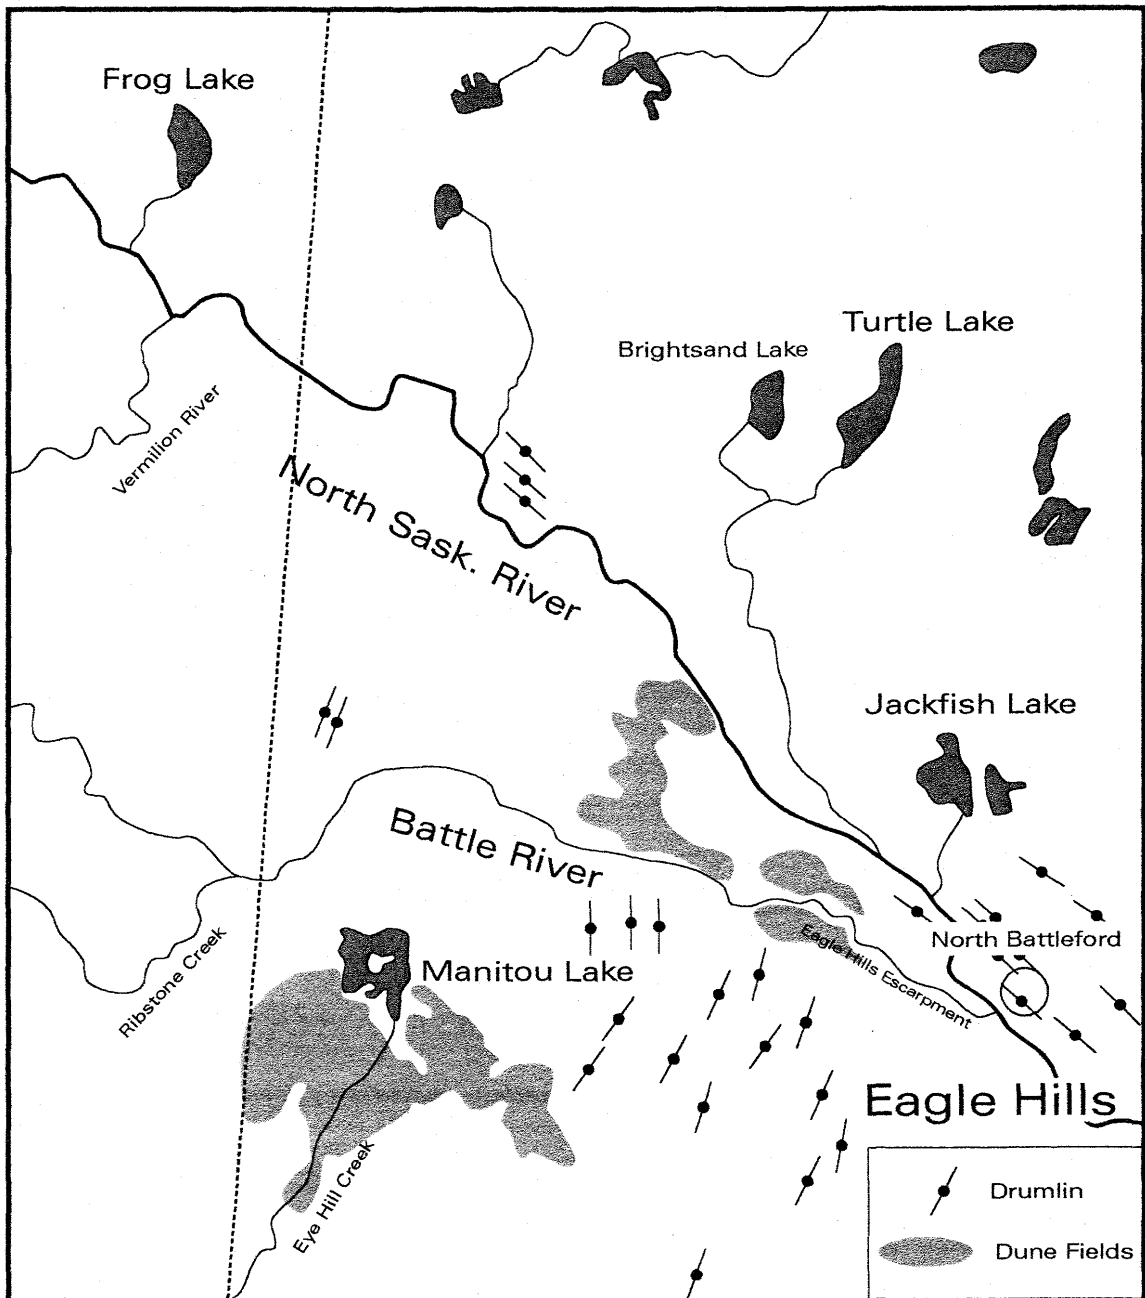 Frog Lake
Turtle Lake
Brightsand Lake
Vermilion River
North Sask. River
Jackfish Lake
Battle River
North Battleford
Eagle Hills Escarpment
Manitou Lake
Ribstone Creek
Eagle Hills
Eye Hill Creek
Drumlin
Dune Fields